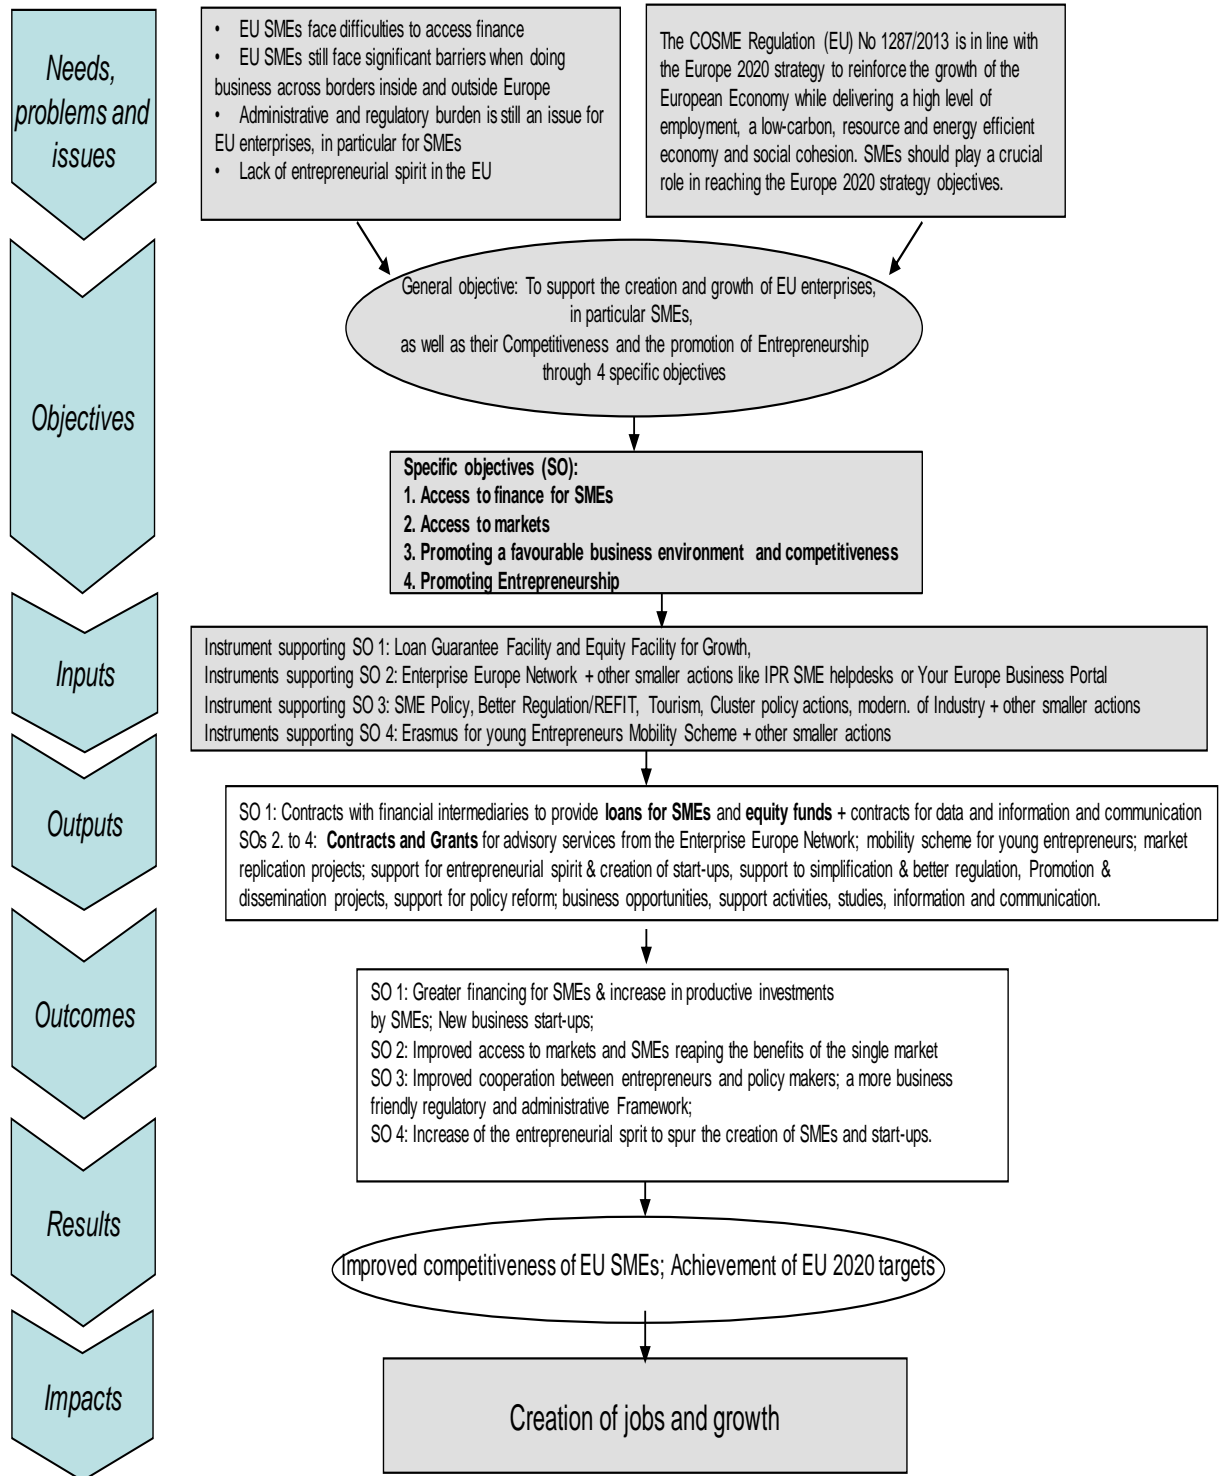 Needs,
problems and
issues
• EU SMEs face difficulties to access finance
• EU SMEs still face significant barriers when doing
business across borders inside and outside Europe
• Administrative and regulatory burden is still an issue for
EU enterprises, in particular for SMEs
• Lack of entrepreneurial spirit in the EU
The COSME Regulation (EU) No 1287/2013 is in line with
the Europe 2020 strategy to reinforce the growth of the
European Economy while delivering a high level of
employment, a low-carbon, resource and energy efficient
economy and social cohesion. SMEs should play a crucial
role in reaching the Europe 2020 strategy objectives.
Objectives
General objective: To support the creation and growth of EU enterprises,
in particular SMEs,
as well as their Competitiveness and the promotion of Entrepreneurship
through 4 specific objectives
Specific objectives (SO):
1. Access to finance for SMEs
2. Access to markets
3. Promoting a favourable business environment and competitiveness
4. Promoting Entrepreneurship
Inputs
Instrument supporting SO 1: Loan Guarantee Facility and Equity Facility for Growth,
Instruments supporting SO 2: Enterprise Europe Network + other smaller actions like IPR SME helpdesks or Your Europe Business Portal
Instrument supporting SO 3: SME Policy, Better Regulation/REFIT, Tourism, Cluster policy actions, modern. of Industry + other smaller actions
Instruments supporting SO 4: Erasmus for young Entrepreneurs Mobility Scheme + other smaller actions
Outputs
SO 1: Contracts with financial intermediaries to provide loans for SMEs and equity funds + contracts for data and information and communication
SOs 2. to 4: Contracts and Grants for advisory services from the Enterprise Europe Network; mobility scheme for young entrepreneurs; market
replication projects; support for entrepreneurial spirit & creation of start-ups, support to simplification & better regulation, Promotion &
dissemination projects, support for policy reform; business opportunities, support activities, studies, information and communication.
Outcomes
SO 1: Greater financing for SMEs & increase in productive investments
by SMEs; New business start-ups;
SO 2: Improved access to markets and SMEs reaping the benefits of the single market
SO 3: Improved cooperation between entrepreneurs and policy makers; a more business
friendly regulatory and administrative Framework;
SO 4: Increase of the entrepreneurial sprit to spur the creation of SMEs and start-ups.
Results
Improved competitiveness of EU SMEs; Achievement of EU 2020 targets
Impacts
Creation of jobs and growth